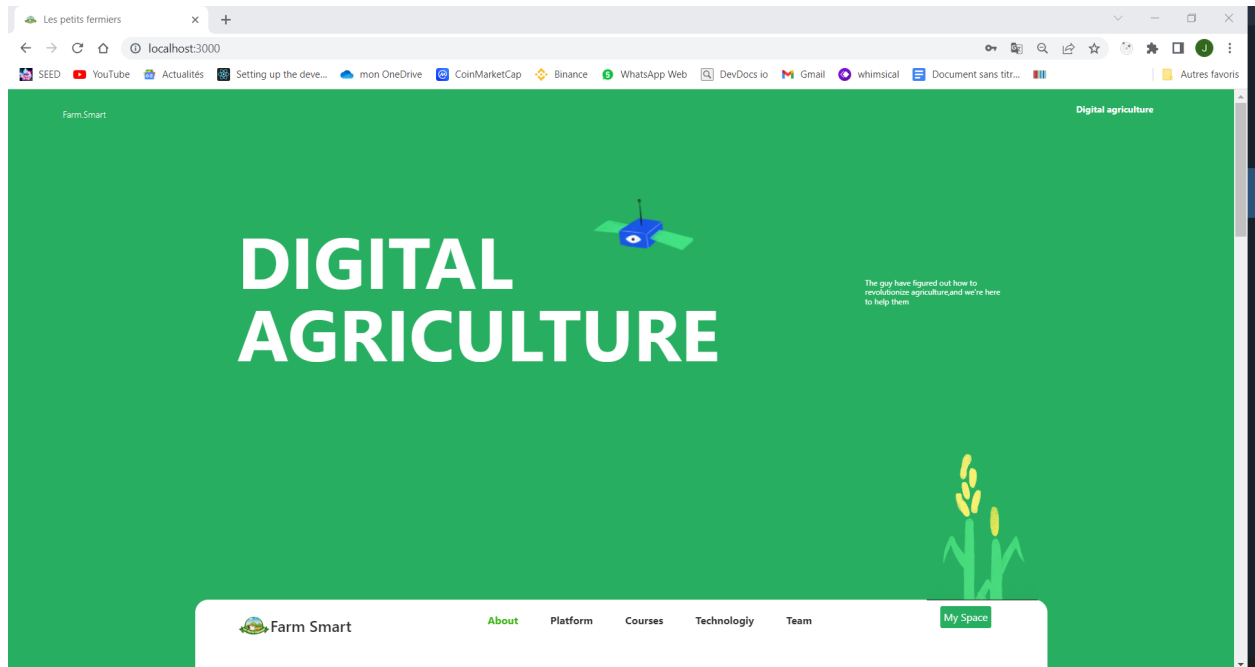 Les petits fermiers
localhost:3000
SEED YouTube Actualités Setting up the deve... mon OneDrive CoinMarketCap Binance WhatsApp Web DevDocs io Gmail whimsical Document sans titr... Autres favoris
J
Farm.Smart
Digital agriculture
DIGITAL
AGRICULTURE
The guy have figured out how to
revolutionize agriculture,and we're here
to help them
Farm Smart
About Platform Courses Technologiy Team
My Space